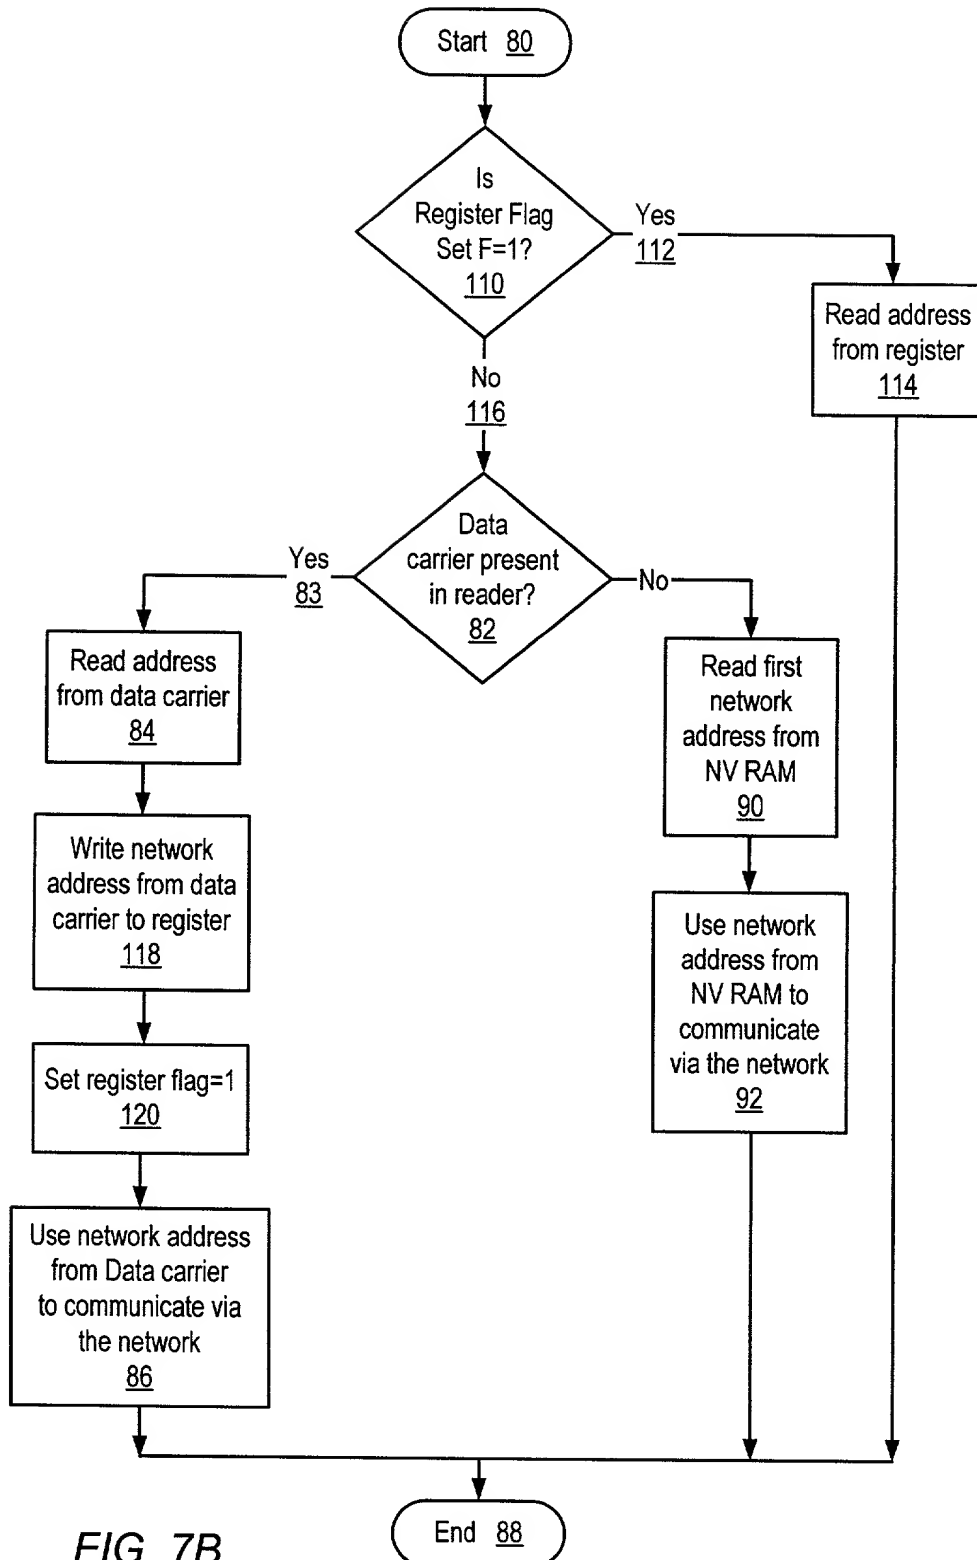 Start 80
Is
Register Flag
Set F=1?
110
Yes
112
Read address
from register
114
No
116
Data
carrier present
in reader?
82
Yes
83
No
Read address
from data carrier
84
Read first
network
address from
NV RAM
90
Write network
address from data
carrier to register
118
Use network
address from
NV RAM to
communicate
via the network
92
Set register flag=1
120
Use network address
from Data carrier
to communicate via
the network
86
End 88
FIG. 7B